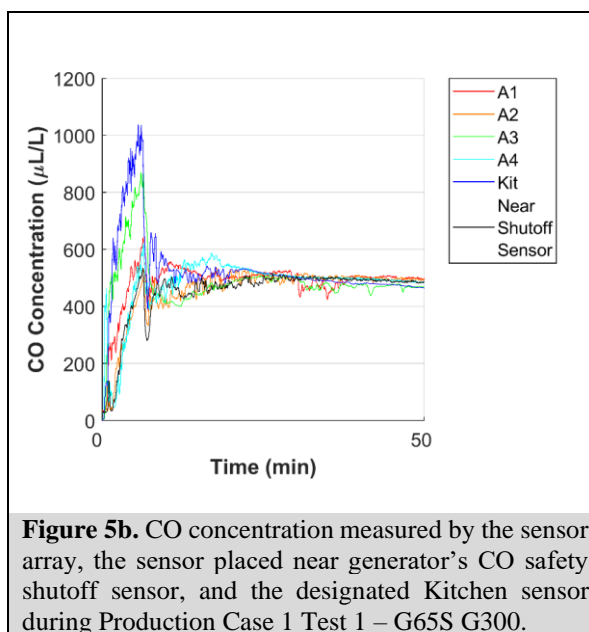 1200
1000
800
600
400
200
0
CO Concentration (µL/L)
0
50
Time (min)
A1
A2
A3
A4
Kit
Near
Shutoff
Sensor
Figure 5b. CO concentration measured by the sensor
array, the sensor placed near generator's CO safety
shutoff sensor, and the designated Kitchen sensor
during Production Case 1 Test 1 – G65S G300.